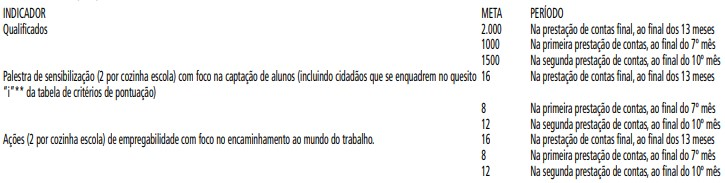 INDICADOR META PERÍODO
Qualificados 2.000 Na prestação de contas final, ao final dos 13 meses
1000 Na primeira prestação de contas, ao final do 7º mês
1500 Na segunda prestação de contas, ao final do 10º mês
Palestra de sensibilização (2 por cozinha escola) com foco na captação de alunos (incluindo cidadãos que se enquadrem no quesito 16 Na prestação de contas final, ao final dos 13 meses
"i"** da tabela de critérios de pontuação)
8 Na primeira prestação de contas, ao final do 7º mês
12 Na segunda prestação de contas, ao final do 10º mês
Ações (2 por cozinha escola) de empregabilidade com foco no encaminhamento ao mundo do trabalho. 16 Na prestação de contas final, ao final dos 13 meses
8 Na primeira prestação de contas, ao final do 7º mês
12 Na segunda prestação de contas, ao final do 10º mês